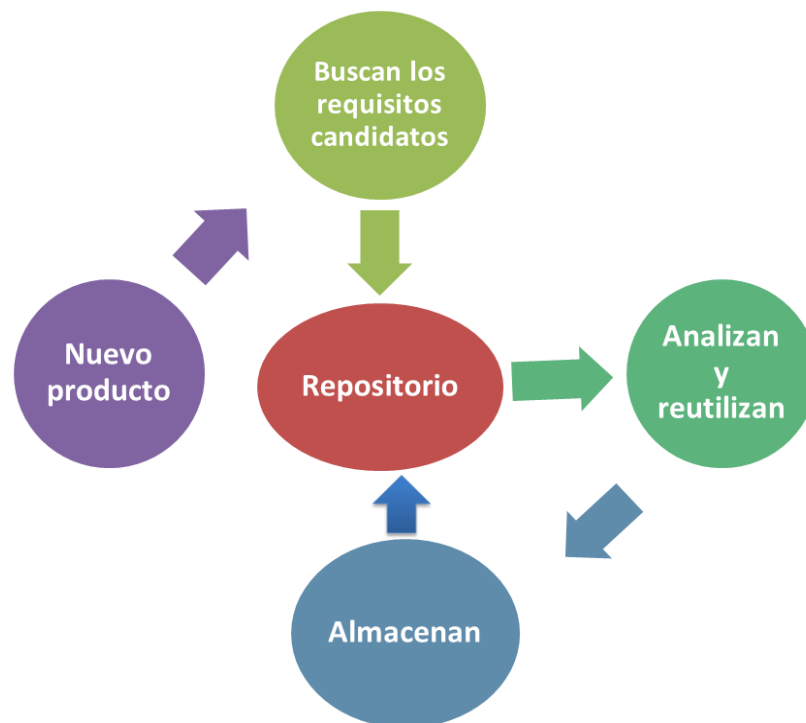 Buscan los
requisitos
candidatos
Nuevo
producto
Repositorio
Analizan
y
reutilizan
Almacenan